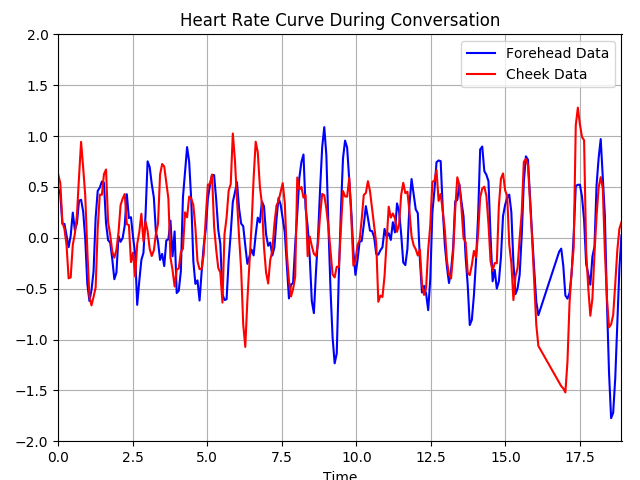 Heart Rate Curve During Conversation
2.0
1.5
1.0
0.5
0.0
−0.5
−1.0
−1.5
−2.0
Forehead Data
Cheek Data
0.0 2.5 5.0 7.5 10.0 12.5 15.0 17.5
Time